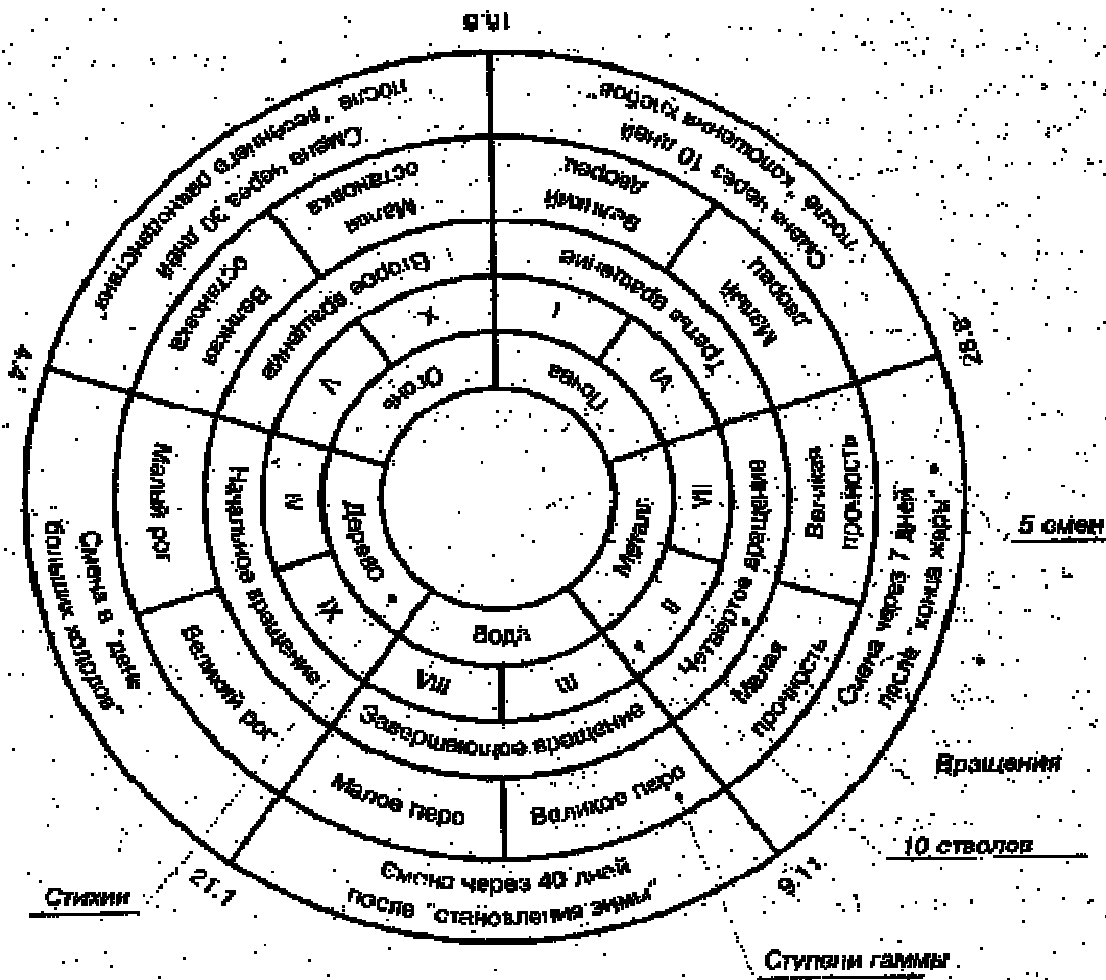 Смена через 30 дней
после "весеннего равноденствия"
Смена через 10 дней
после "колошения хлебов"
Смена через 7 дней
после "конца жары"
Смена через 40 дней
после "становления зимы"
Смена в "день
больших холодов"
4.4
28.8
9.11
21.1
Малая
остановка
Великая
остановка
Великий
дворец
Малый
дворец
Великая
прочность
Малая
прочность
Великое перо
Малое перо
Великий рог
Малый рог
Второе вращение
Третье вращение
Четвертое вращение
Завершающее вращение
Начальное вращение
X
V
I
VI
VII
II
III
VIII
IX
IV
Огонь
Почва
Металл
Вода
Дерево
5 смен
Вращения
10 стволов
Ступени гаммы
Стихии